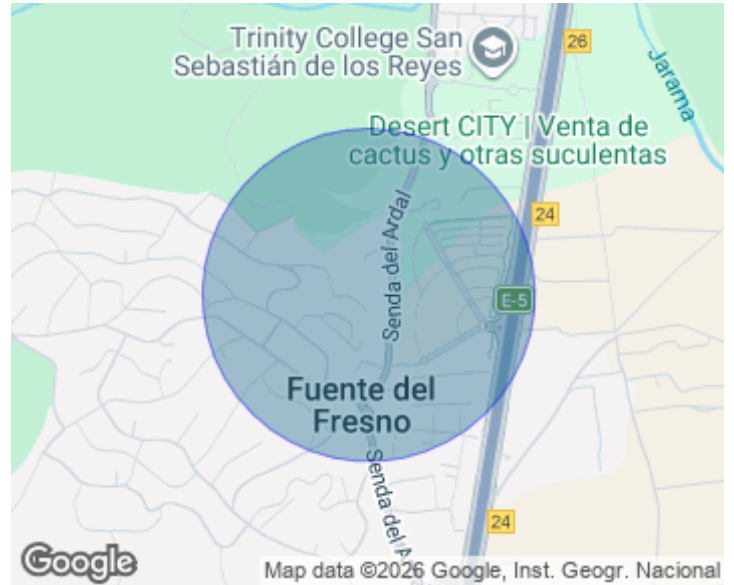 Trinity College San
Sebastián de los Reyes
26
Jarama
Desert CITY | Venta de
cactus y otras suculentas
24
Senda del Ardal
E-5
Fuente del
Fresno
Senda del A
24
Google
Map data ©2026 Google, Inst. Geogr. Nacional